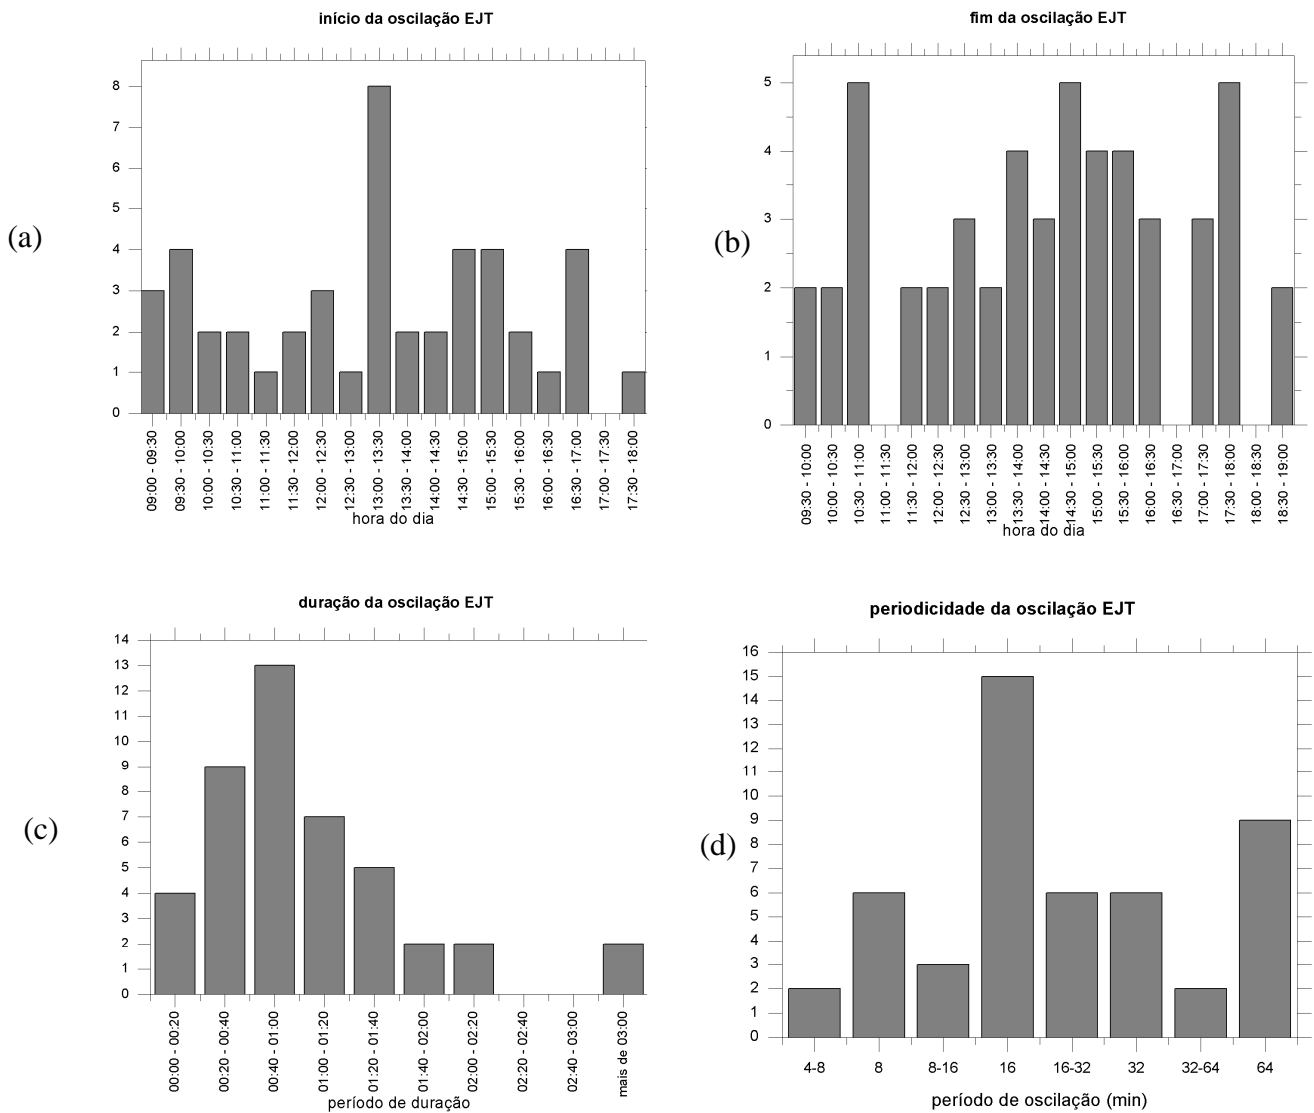 início da oscilação EJT
8
7
6
5
4
3
2
1
0
09:00 - 09:30
09:30 - 10:00
10:00 - 10:30
10:30 - 11:00
11:00 - 11:30
11:30 - 12:00
12:00 - 12:30
12:30 - 13:00
13:00 - 13:30
13:30 - 14:00
14:00 - 14:30
14:30 - 15:00
15:00 - 15:30
15:30 - 16:00
16:00 - 16:30
16:30 - 17:00
17:00 - 17:30
17:30 - 18:00
hora do dia
(a)
fim da oscilação EJT
5
4
3
2
1
0
09:30 - 10:00
10:00 - 10:30
10:30 - 11:00
11:00 - 11:30
11:30 - 12:00
12:00 - 12:30
12:30 - 13:00
13:00 - 13:30
13:30 - 14:00
14:00 - 14:30
14:30 - 15:00
15:00 - 15:30
15:30 - 16:00
16:00 - 16:30
16:30 - 17:00
17:00 - 17:30
17:30 - 18:00
18:00 - 18:30
18:30 - 19:00
hora do dia
(b)
duração da oscilação EJT
14
13
12
11
10
9
8
7
6
5
4
3
2
1
0
00:00 - 00:20
00:20 - 00:40
00:40 - 01:00
01:00 - 01:20
01:20 - 01:40
01:40 - 02:00
02:00 - 02:20
02:20 - 02:40
02:40 - 03:00
mais de 03:00
período de duração
(c)
periodicidade da oscilação EJT
16
15
14
13
12
11
10
9
8
7
6
5
4
3
2
1
0
4-8
8
8-16
16
16-32
32
32-64
64
período de oscilação (min)
(d)